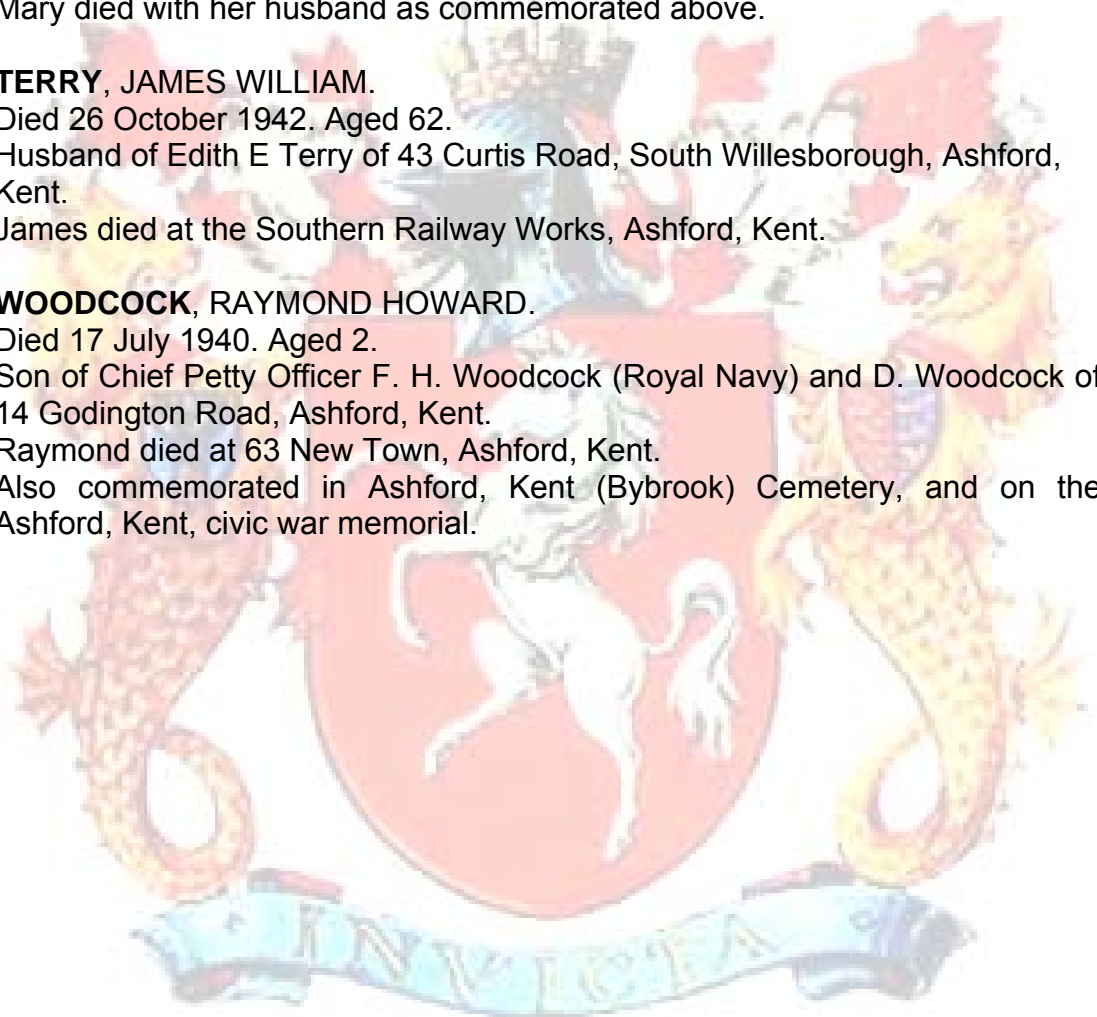 Mary died with her husband as commemorated above.
TERRY, JAMES WILLIAM.
Died 26 October 1942. Aged 62.
Husband of Edith E Terry of 43 Curtis Road, South Willesborough, Ashford,
Kent.
James died at the Southern Railway Works, Ashford, Kent.
WOODCOCK, RAYMOND HOWARD.
Died 17 July 1940. Aged 2.
Son of Chief Petty Officer F. H. Woodcock (Royal Navy) and D. Woodcock of
14 Godington Road, Ashford, Kent.
Raymond died at 63 New Town, Ashford, Kent.
Also commemorated in Ashford, Kent (Bybrook) Cemetery, and on the
Ashford, Kent, civic war memorial.
INVICTA